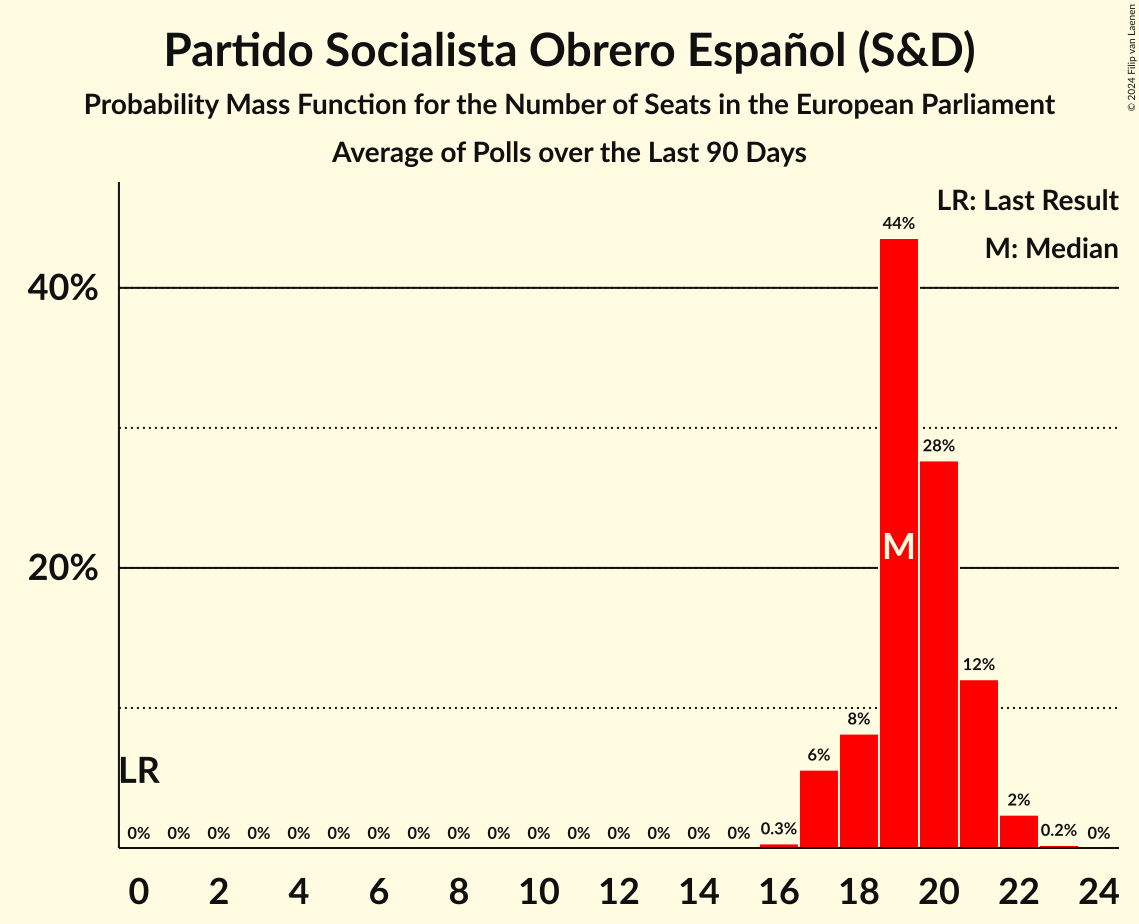 Partido Socialista Obrero Español (S&D)
Probability Mass Function for the Number of Seats in the European Parliament
Average of Polls over the Last 90 Days
© 2024 Filip van Laenen
LR: Last Result
M: Median
44%
40%
28%
M
20%
12%
8%
6%
LR
2%
0% 0% 0% 0% 0% 0% 0% 0% 0% 0% 0% 0% 0% 0% 0% 0% 0.3% 0.2% 0%
0 2 4 6 8 10 12 14 16 18 20 22 24